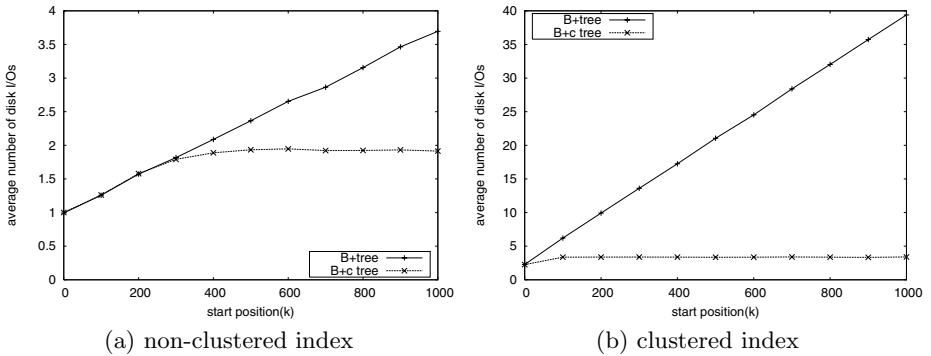 average number of disk I/Os
4
3.5
3
2.5
2
1.5
1
0.5
0
0 200 400 600 800 1000
start position(k)
B+tree
B+c tree
(a) non-clustered index
average number of disk I/Os
40
35
30
25
20
15
10
5
0
0 200 400 600 800 1000
start position(k)
B+tree
B+c tree
(b) clustered index